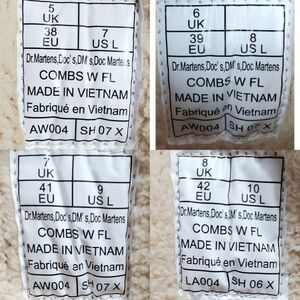 5
UK
38 7
EU US L
Dr.Martens,Doc's,DM's,Doc Martens
COMBS W FL
MADE IN VIETNAM
Fabriqué en Vietnam
AW004 SH 07 X
6
UK
39 8
EU US L
Dr.Martens,Doc's,DM's,Doc Martens
COMBS W FL
MADE IN VIETNAM
Fabriqué en Vietnam
AW004 SH 07 X
7
UK
41 9
EU US L
Dr.Martens,Doc's,DM's,Doc Martens
COMBS W FL
MADE IN VIETNAM
Fabriqué en Vietnam
AW004 SH 07 X
8
UK
42 10
EU US L
Dr.Martens,Doc's,DM's,Doc Martens
COMBS W FL
MADE IN VIETNAM
Fabriqué en Vietnam
LA004 SH 06 X